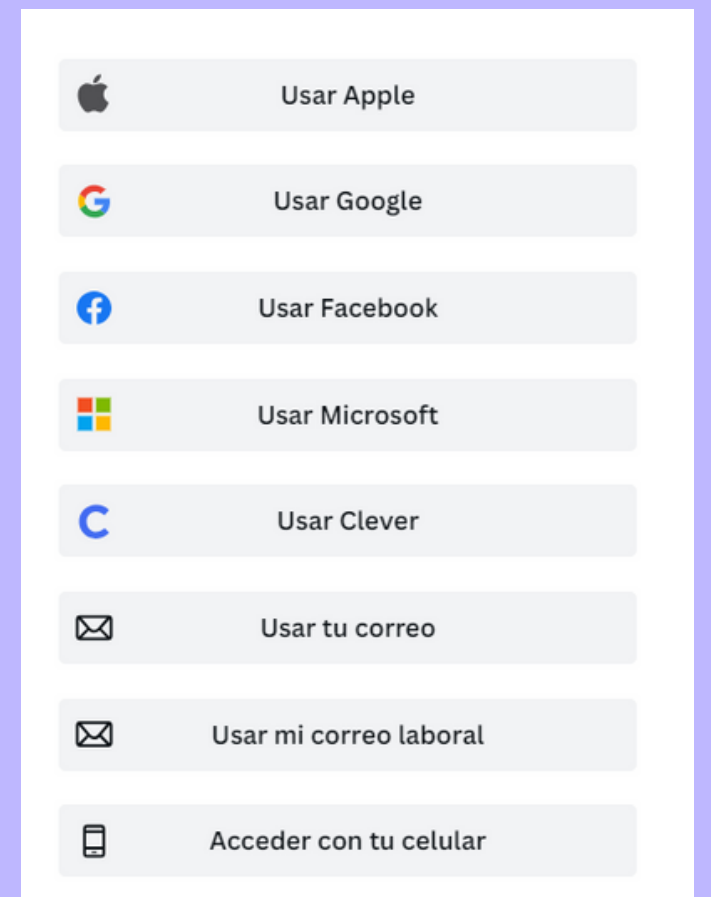 Usar Apple
Usar Google
Usar Facebook
Usar Microsoft
Usar Clever
Usar tu correo
Usar mi correo laboral
Acceder con tu celular